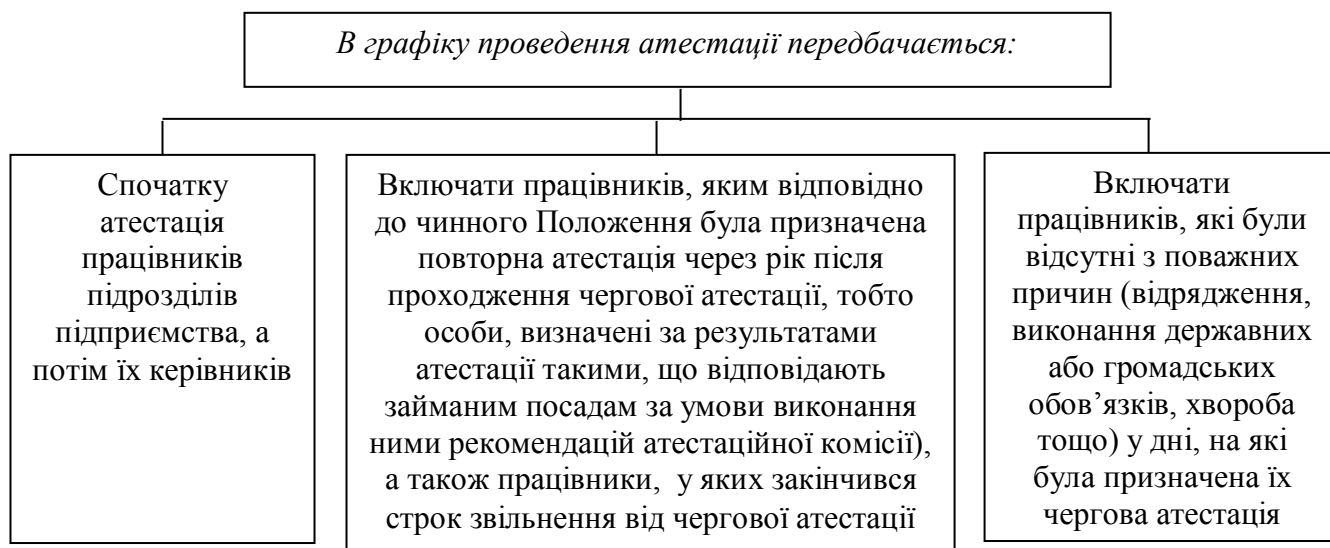 В графіку проведення атестації передбачається:
Спочатку
атестація
працівників
підрозділів
підприємства, а
потім їх керівників
Включати працівників, яким відповідно
до чинного Положення була призначена
повторна атестація через рік після
проходження чергової атестації, тобто
особи, визначені за результатами
атестації такими, що відповідають
займаним посадам за умови виконання
ними рекомендацій атестаційної комісії),
а також працівники, у яких закінчився
строк звільнення від чергової атестації
Включати
працівників, які були
відсутні з поважних
причин (відрядження,
виконання державних
або громадських
обов’язків, хвороба
тощо) у дні, на які
була призначена їх
чергова атестація